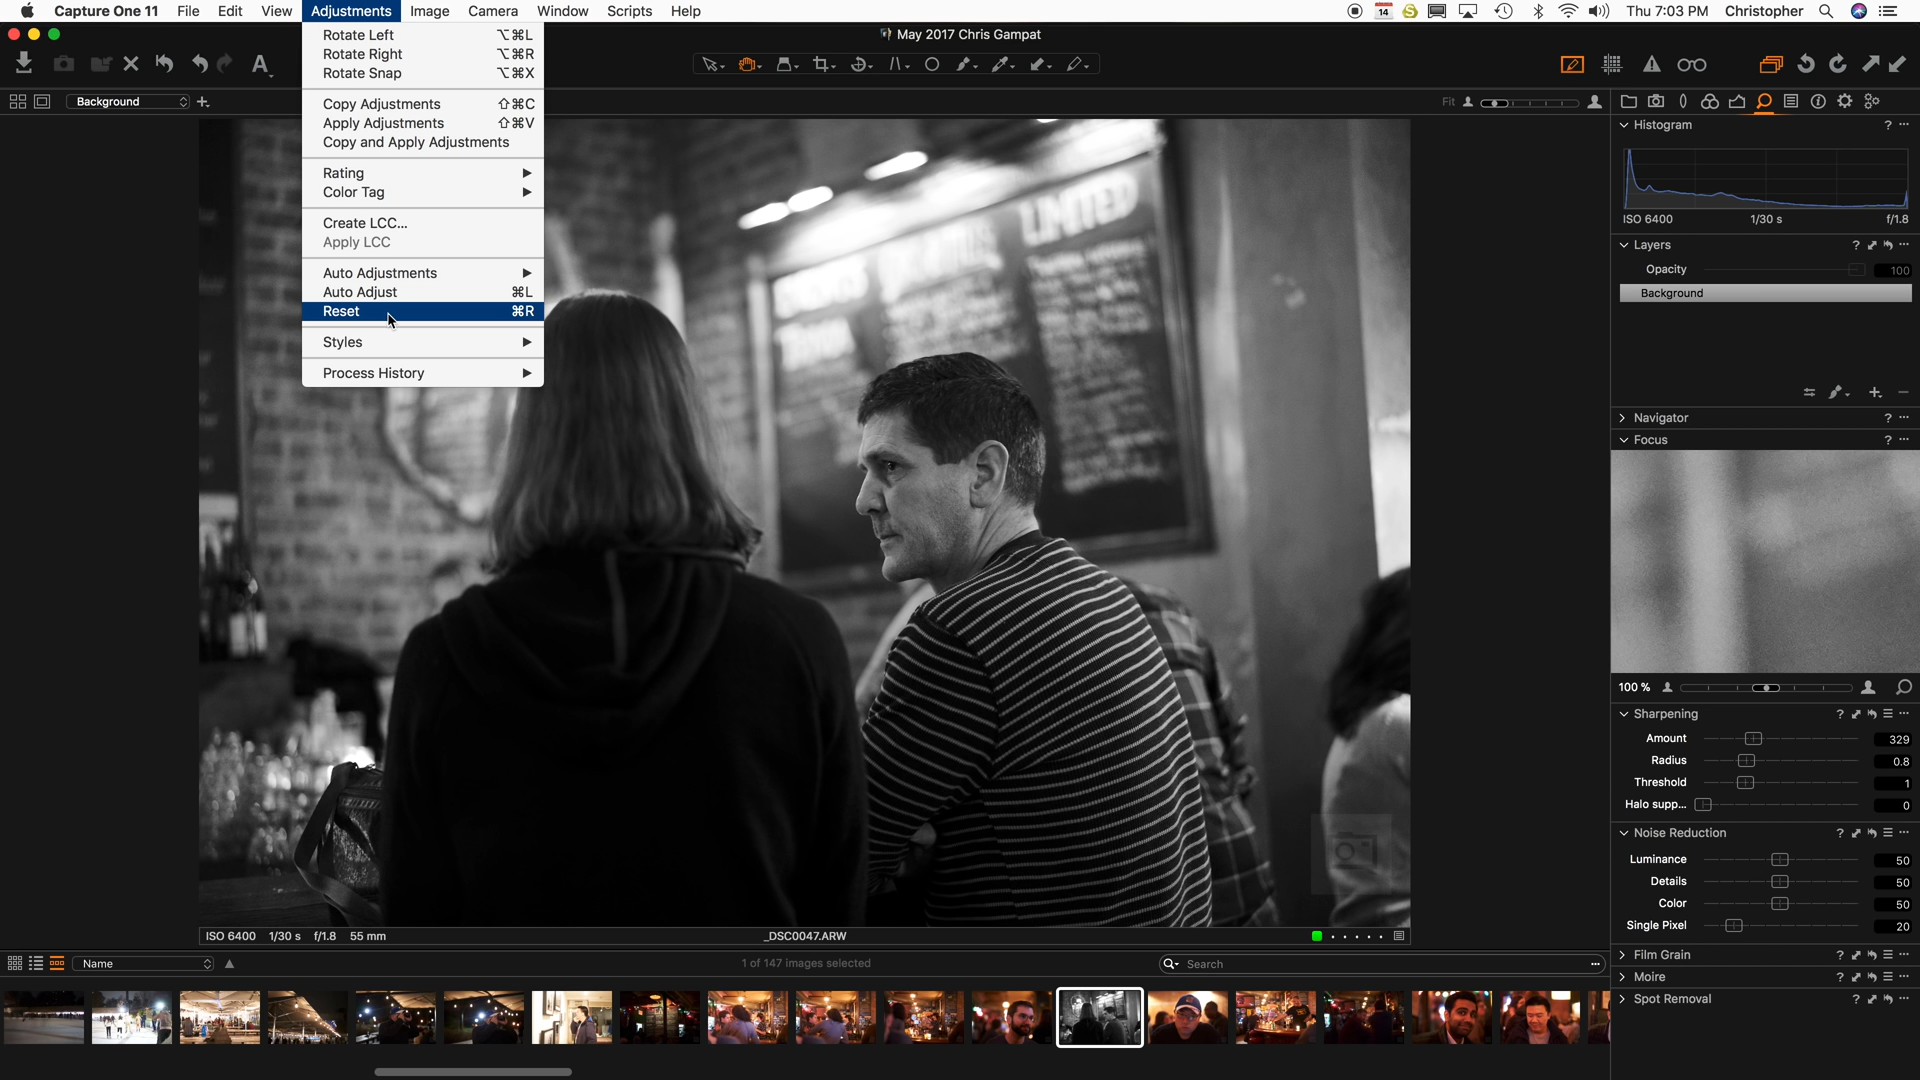 Capture One 11 File Edit View Adjustments Image Camera Window Scripts Help 14 S Thu 7:03 PM Christopher
May 2017 Chris Gampat
A
Background
Fit
Rotate Left ⌥⌘L
Rotate Right ⌥⌘R
Rotate Snap ⌥⌘X
Copy Adjustments ⇧⌘C
Apply Adjustments ⇧⌘V
Copy and Apply Adjustments
Rating
Color Tag
Create LCC...
Apply LCC
Auto Adjustments
Auto Adjust ⌘L
Reset ⌘R
Styles
Process History
LIMITED
Histogram ? ...
ISO 6400 1/30 s f/1.8
Layers ? ...
Opacity 100
Background
Navigator ? ...
Focus ? ...
100 %
Sharpening ? ...
Amount 329
Radius 0.8
Threshold 1
Halo supp... 0
Noise Reduction ? ...
Luminance 50
Details 50
Color 50
Single Pixel 20
Film Grain ? ...
Moire ? ...
Spot Removal ? ...
ISO 6400 1/30 s f/1.8 55 mm _DSC0047.ARW
Name 1 of 147 images selected Search ...